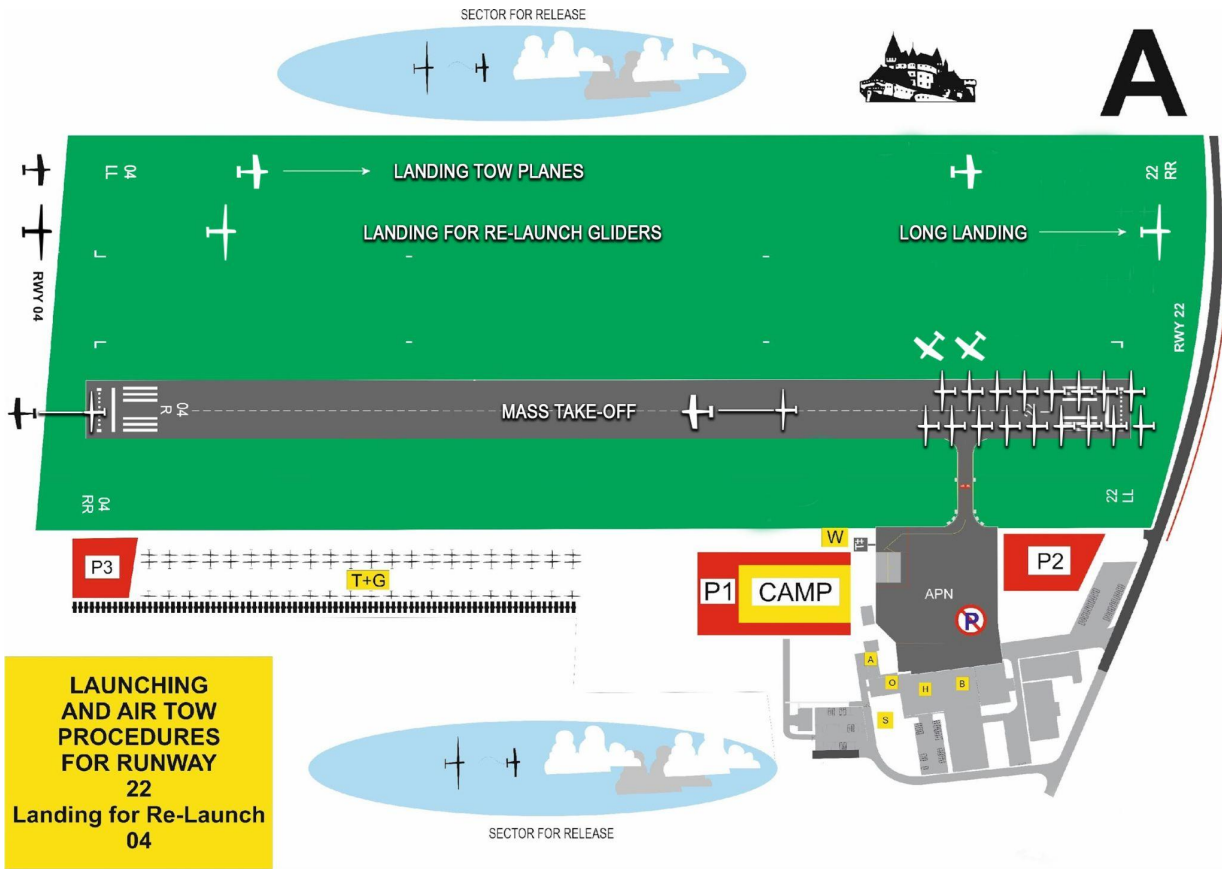 SECTOR FOR RELEASE
A
04
LL
LANDING TOW PLANES
22
RR
LANDING FOR RE-LAUNCH GLIDERS
LONG LANDING
RWY 04
RWY 22
04
R
MASS TAKE-OFF
04
RR
22
LL
P3
T+G
W
P1
CAMP
APN
P
P2
A
O
H
B
S
LAUNCHING
AND AIR TOW
PROCEDURES
FOR RUNWAY
22
Landing for Re-Launch
04
SECTOR FOR RELEASE